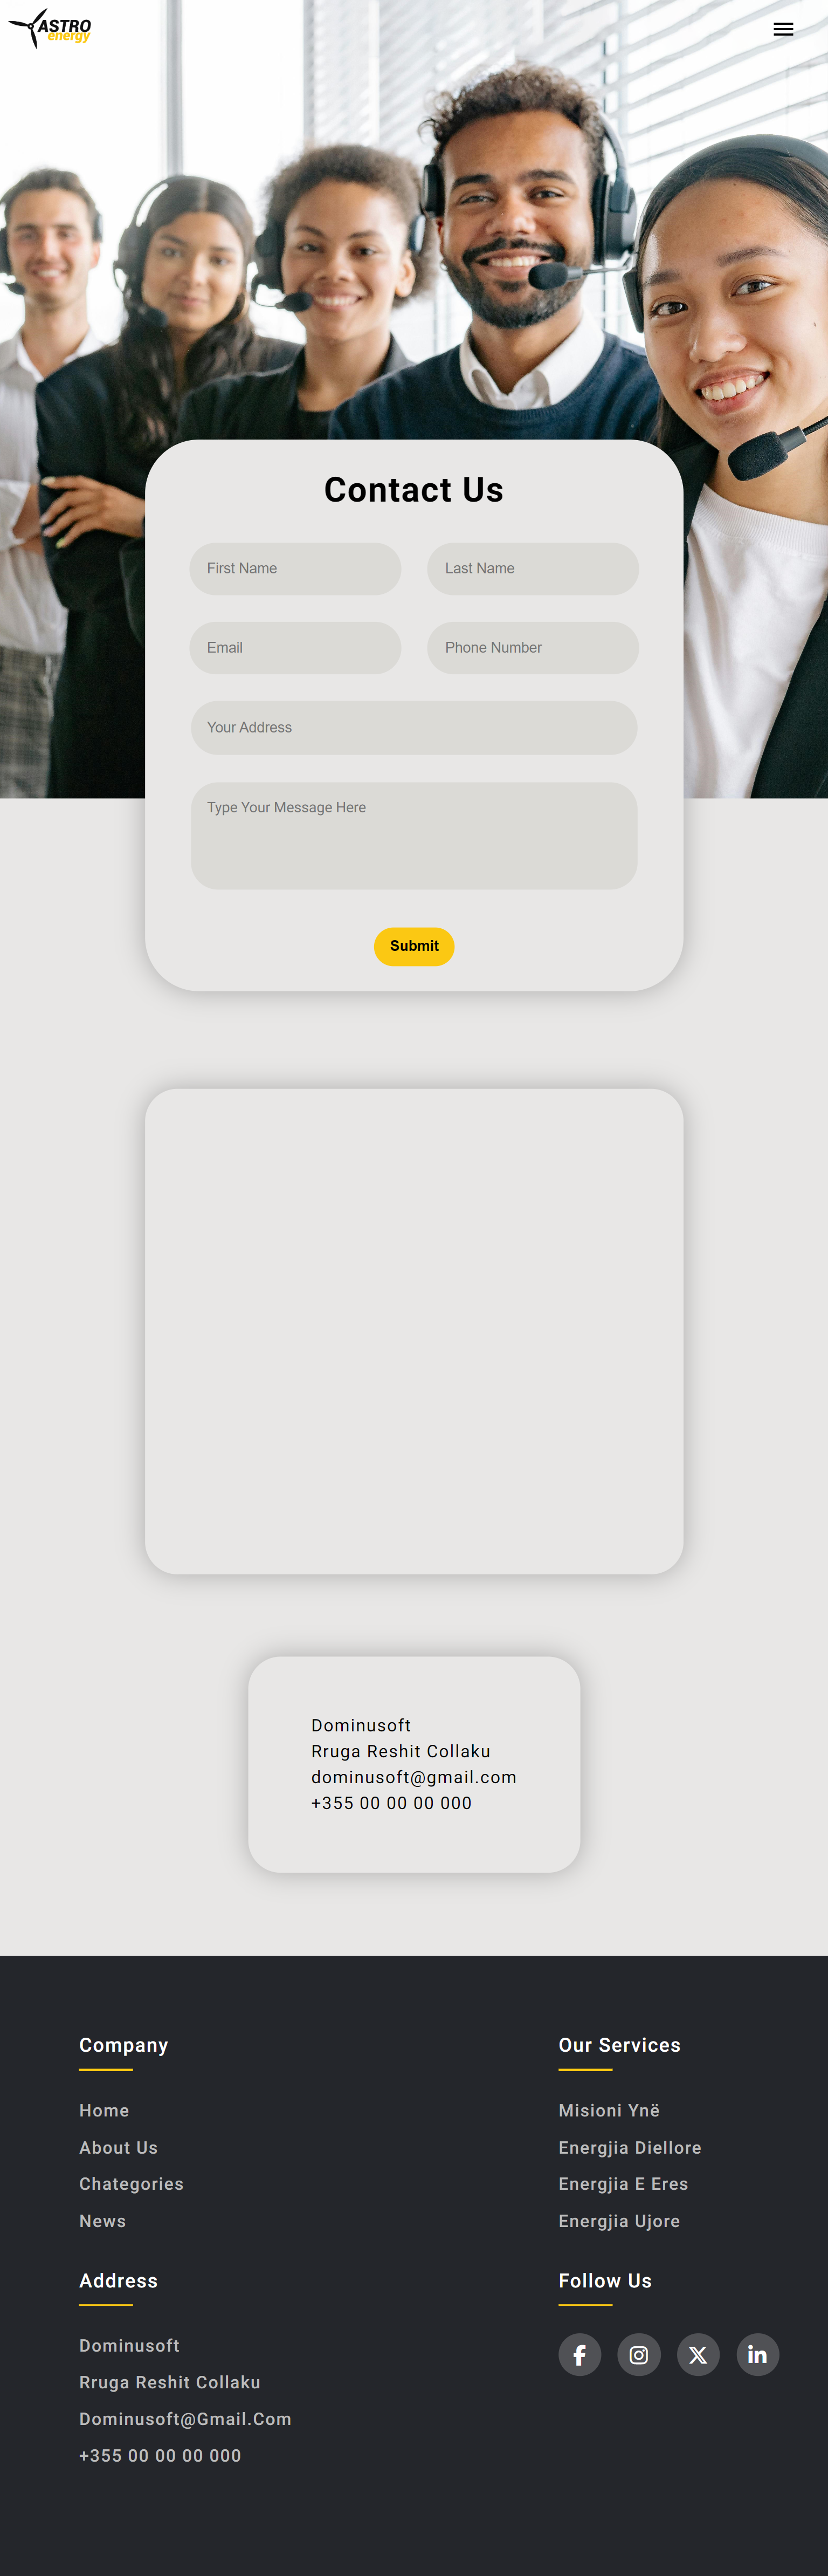 ASTRO
energy
Contact Us
First Name
Last Name
Email
Phone Number
Your Address
Type Your Message Here
Submit
Dominusoft
Rruga Reshit Collaku
dominusoft@gmail.com
+355 00 00 00 000
Company
Home
About Us
Chategories
News
Our Services
Misioni Ynë
Energjia Diellore
Energjia E Eres
Energjia Ujore
Address
Dominusoft
Rruga Reshit Collaku
Dominusoft@Gmail.Com
+355 00 00 00 000
Follow Us